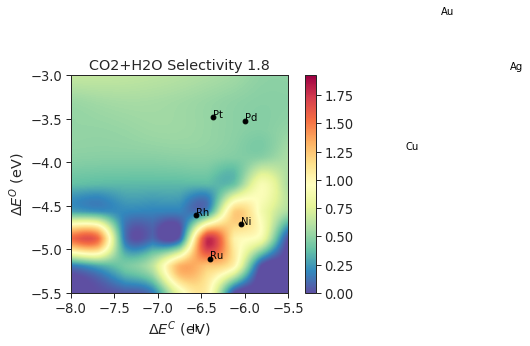 Au
Ag
CO2+H2O Selectivity 1.8
Cu
Pt
Pd
Rh
Ni
Ru
−3.0
−3.5
−4.0
−4.5
−5.0
−5.5
ΔE^O (eV)
−8.0 −7.5 −7.0 −6.5 −6.0 −5.5
ΔE^C (eV)
Ir
1.75
1.50
1.25
1.00
0.75
0.50
0.25
0.00